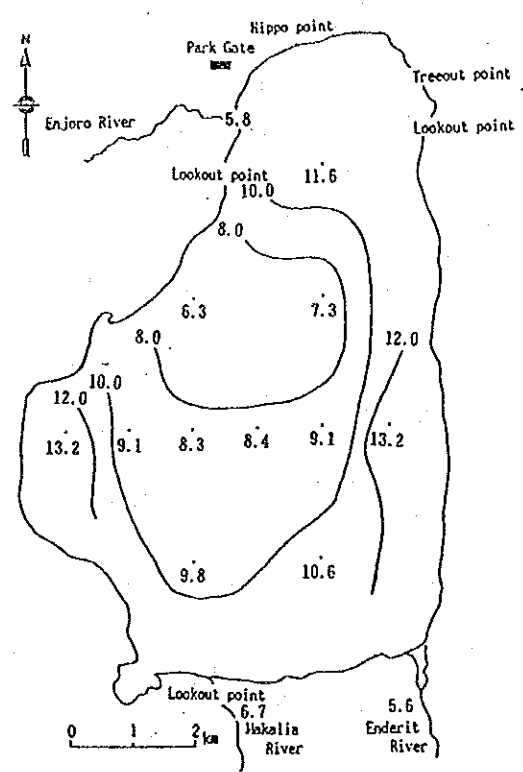 Hippo point
Park Gate
N
Treeout point
5.8
Enjoro River
Lookout point
Lookout point
11.6
10.0
8.0
6.3
7.3
8.0
12.0
10.0
12.0
13.2
9.1
8.3
8.4
9.1
13.2
9.8
10.6
Lookout point
6.7
5.6
0 1 2
km
Makalia
River
Enderit
River